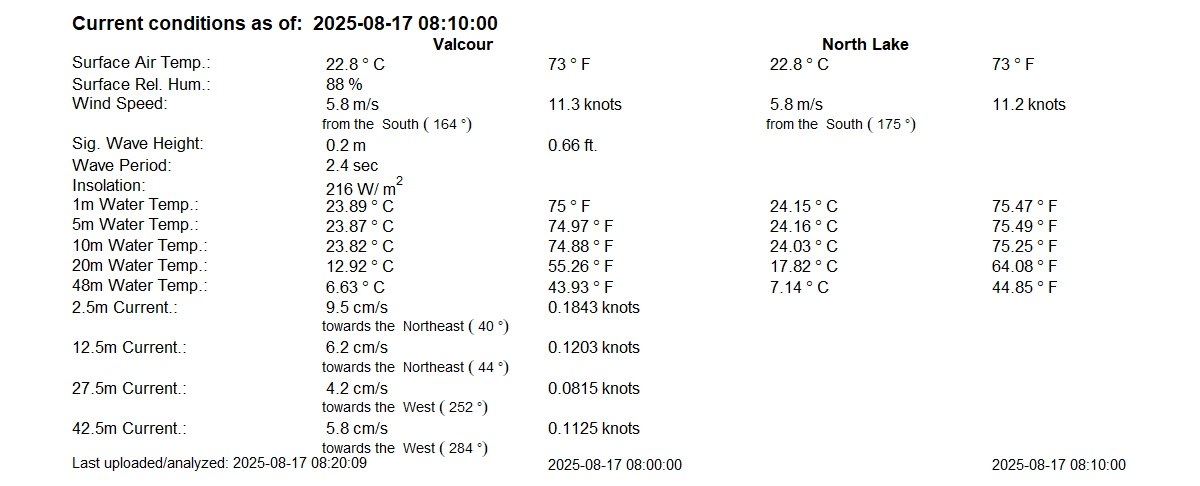 Current conditions as of: 2025-08-17 08:10:00
Valcour North Lake
Surface Air Temp.: 22.8 ° C 73 ° F 22.8 ° C 73 ° F
Surface Rel. Hum.: 88 %
Wind Speed: 5.8 m/s 11.3 knots 5.8 m/s 11.2 knots
from the South ( 164 °) from the South ( 175 °)
Sig. Wave Height: 0.2 m 0.66 ft.
Wave Period: 2.4 sec
Insolation: 216 W/ m2
1m Water Temp.: 23.89 ° C 75 ° F 24.15 ° C 75.47 ° F
5m Water Temp.: 23.87 ° C 74.97 ° F 24.16 ° C 75.49 ° F
10m Water Temp.: 23.82 ° C 74.88 ° F 24.03 ° C 75.25 ° F
20m Water Temp.: 12.92 ° C 55.26 ° F 17.82 ° C 64.08 ° F
48m Water Temp.: 6.63 ° C 43.93 ° F 7.14 ° C 44.85 ° F
2.5m Current.: 9.5 cm/s 0.1843 knots
towards the Northeast ( 40 °)
12.5m Current.: 6.2 cm/s 0.1203 knots
towards the Northeast ( 44 °)
27.5m Current.: 4.2 cm/s 0.0815 knots
towards the West ( 252 °)
42.5m Current.: 5.8 cm/s 0.1125 knots
towards the West ( 284 °)
Last uploaded/analyzed: 2025-08-17 08:20:09 2025-08-17 08:00:00 2025-08-17 08:10:00